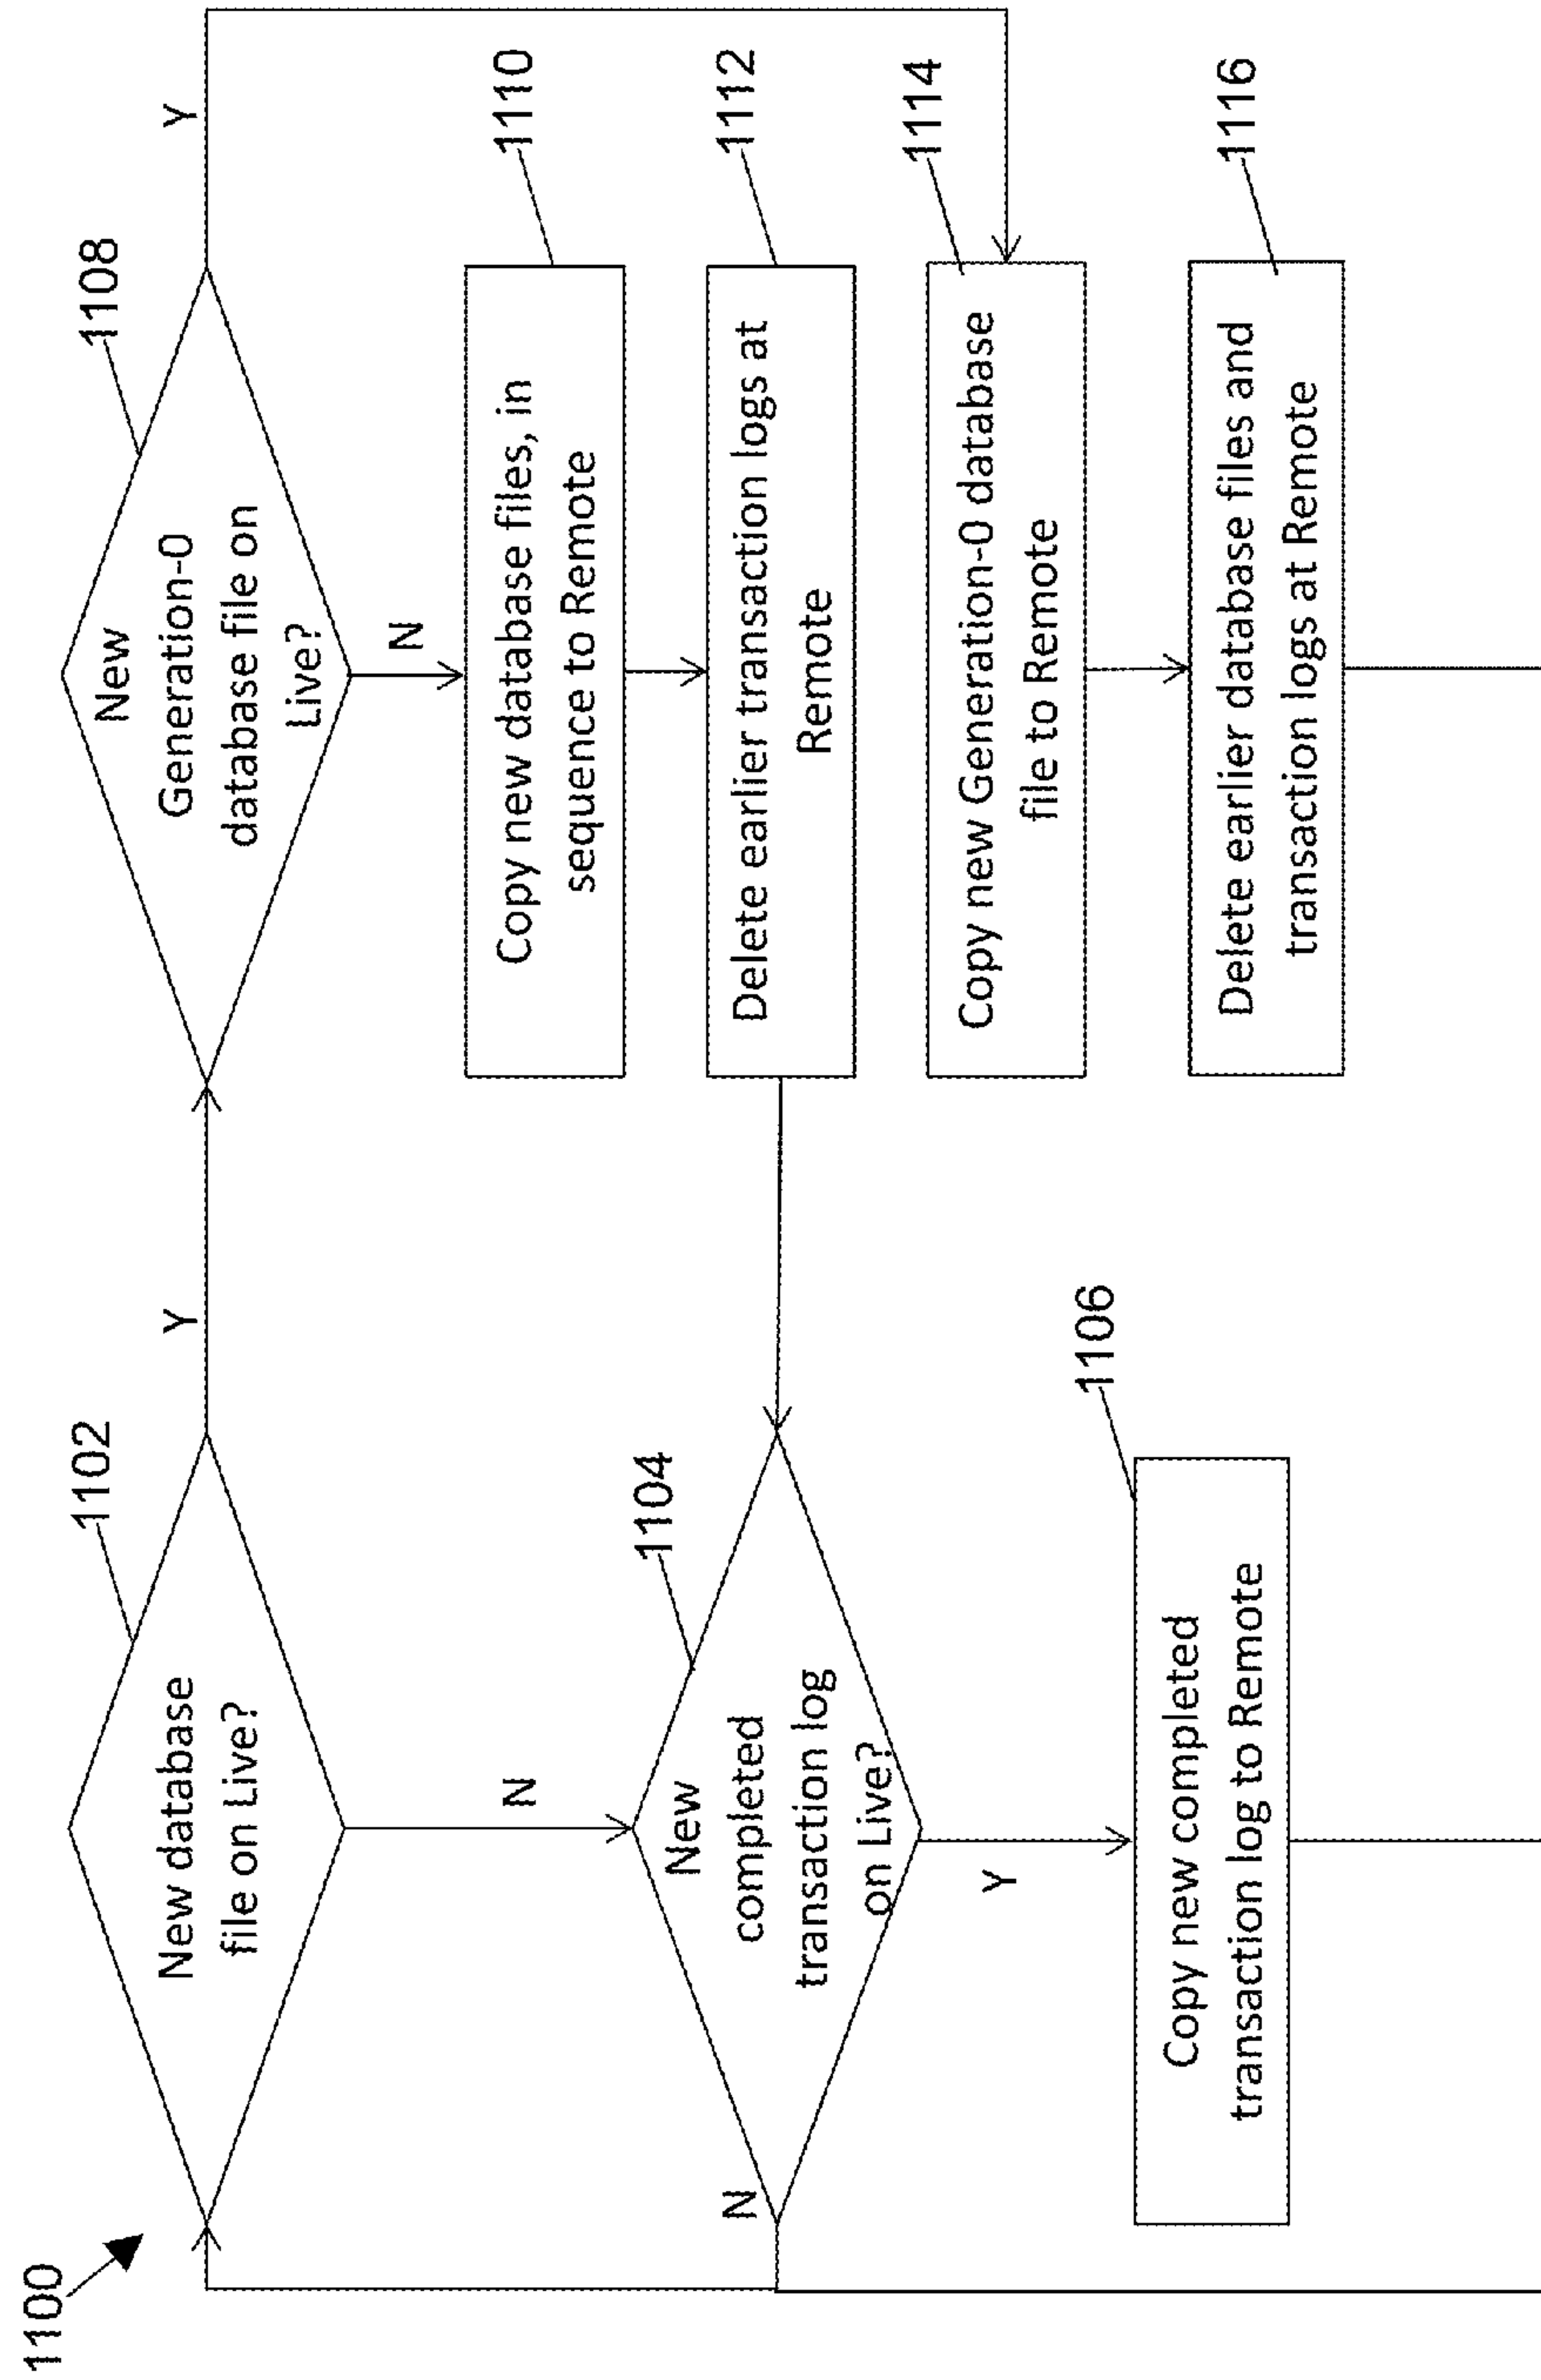 1100
1102
New database
file on Live?
Y
N
1104
New
completed
transaction log
on Live?
N
Y
1106
Copy new completed
transaction log to Remote
1108
New
Generation-0
database file on
Live?
Y
N
1110
Copy new database files, in
sequence to Remote
1112
Delete earlier transaction logs at
Remote
1114
Copy new Generation-0 database
file to Remote
1116
Delete earlier database files and
transaction logs at Remote